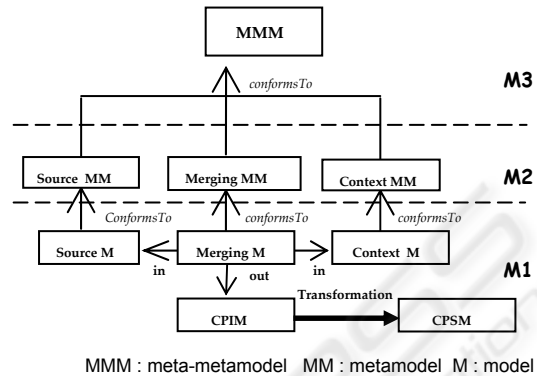 MMM
conformsTo
M3
Source MM
Merging MM
Context MM
M2
ConformsTo
conformsTo
conformsTo
Source M
Merging M
Context M
in
out
in
M1
Transformation
CPIM
CPSM
MMM : meta-metamodel MM : metamodel M : model